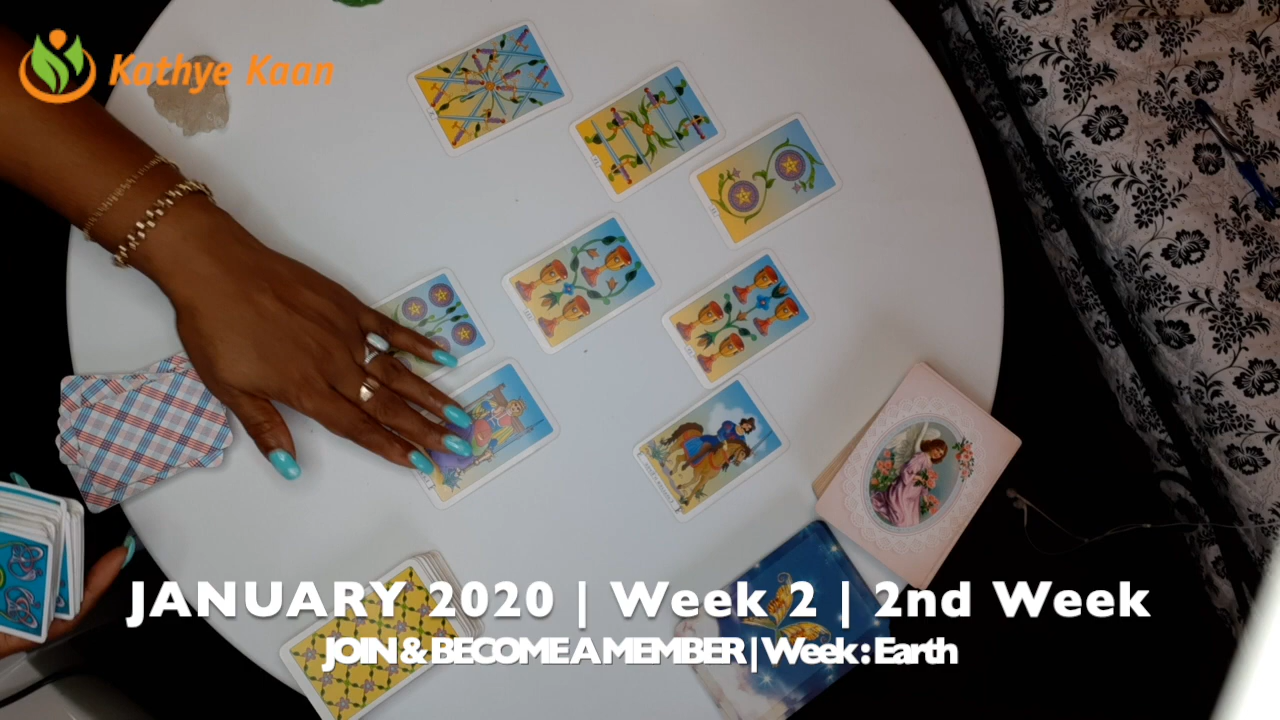 Kathye Kaan
JANUARY 2020 | Week 2 | 2nd Week
JOIN & BECOME A MEMBER | Week : Earth